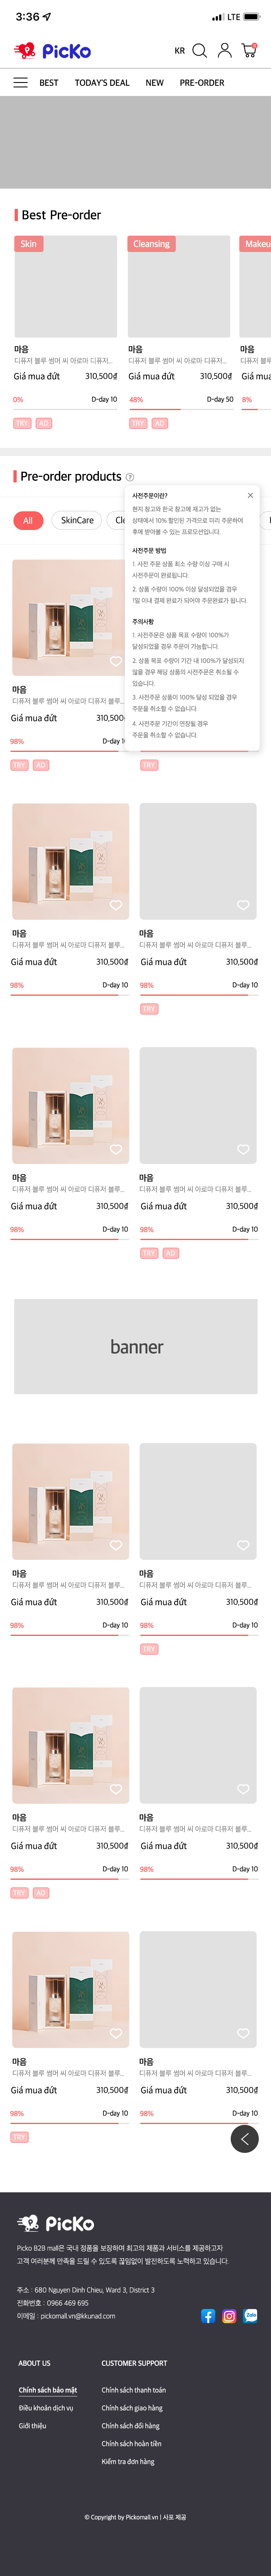 3:36
LTE
PicKo
KR
BEST TODAY'S DEAL NEW PRE-ORDER
Best Pre-order
Skin
Cleansing
마음
마음
마음
디퓨저 블루 썸머 씨 아로마 디퓨저...
디퓨저 블루 썸머 씨 아로마 디퓨저...
Giá mua đứt 310,500₫
Giá mua đứt 310,500₫
0% D-day 10
48% D-day 50
8%
TRY AD
TRY AD
Pre-order products ?
All
SkinCare
사전주문이란?
현지 창고와 한국 창고에 재고가 없는
상태에서 10% 할인된 가격으로 미리 주문하여
후에 받아볼 수 있는 프로모션입니다.
사전주문 방법
1. 사전 주문 상품 최소 수량 이상 구매 시
사전주문이 완료됩니다.
2. 상품 수량이 100% 이상 달성되었을 경우
1일 이내 결제 완료가 되어야 주문완료가 됩니다.
주의사항
1. 사전주문은 상품 목표 수량이 100%가
달성되었을 경우 주문이 가능합니다.
2. 상품 목표 수량이 기간 내 100%가 달성되지
않을 경우 해당 상품의 사전주문은 취소될 수
있습니다.
3. 사전주문 상품이 100% 달성 되었을 경우
주문을 취소할 수 없습니다.
4. 사전주문 기간이 연장될 경우
주문을 취소할 수 없습니다.
마음
디퓨저 블루 썸머 씨 아로마 디퓨저 블루...
Giá mua đứt
98%
TRY AD
TRY
마음 마음
디퓨저 블루 썸머 씨 아로마 디퓨저 블루... 디퓨저 블루 썸머 씨 아로마 디퓨저 블루...
Giá mua đứt 310,500₫ Giá mua đứt 310,500₫
98% D-day 10 98% D-day 10
TRY
마음 마음
디퓨저 블루 썸머 씨 아로마 디퓨저 블루... 디퓨저 블루 썸머 씨 아로마 디퓨저 블루...
Giá mua đứt 310,500₫ Giá mua đứt 310,500₫
98% D-day 10 98% D-day 10
TRY AD
banner
마음 마음
디퓨저 블루 썸머 씨 아로마 디퓨저 블루... 디퓨저 블루 썸머 씨 아로마 디퓨저 블루...
Giá mua đứt 310,500₫ Giá mua đứt 310,500₫
98% D-day 10 98% D-day 10
TRY
마음 마음
디퓨저 블루 썸머 씨 아로마 디퓨저 블루... 디퓨저 블루 썸머 씨 아로마 디퓨저 블루...
Giá mua đứt 310,500₫ Giá mua đứt 310,500₫
98% D-day 10 98% D-day 10
TRY AD
마음 마음
디퓨저 블루 썸머 씨 아로마 디퓨저 블루... 디퓨저 블루 썸머 씨 아로마 디퓨저 블루...
Giá mua đứt 310,500₫ Giá mua đứt 310,500₫
98% D-day 10 98% D-day 10
TRY
PicKo
Picko B2B mall은 국내 정품을 보장하며 최고의 제품과 서비스를 제공하고자
고객 여러분께 만족을 드릴 수 있도록 끊임없이 발전하도록 노력하고 있습니다.
주소 : 680 Nguyen Dinh Chieu, Ward 3, District 3
전화번호 : 0966 469 695
이메일 : pickomall.vn@kkunad.com
Zalo
ABOUT US
Chính sách bảo mật
Điều khoản dịch vụ
Giới thiệu
CUSTOMER SUPPORT
Chính sách thanh toán
Chính sách giao hàng
Chính sách đổi hàng
Chính sách hoàn tiền
Kiểm tra đơn hàng
© Copyright by Pickomall.vn | 사포 제공